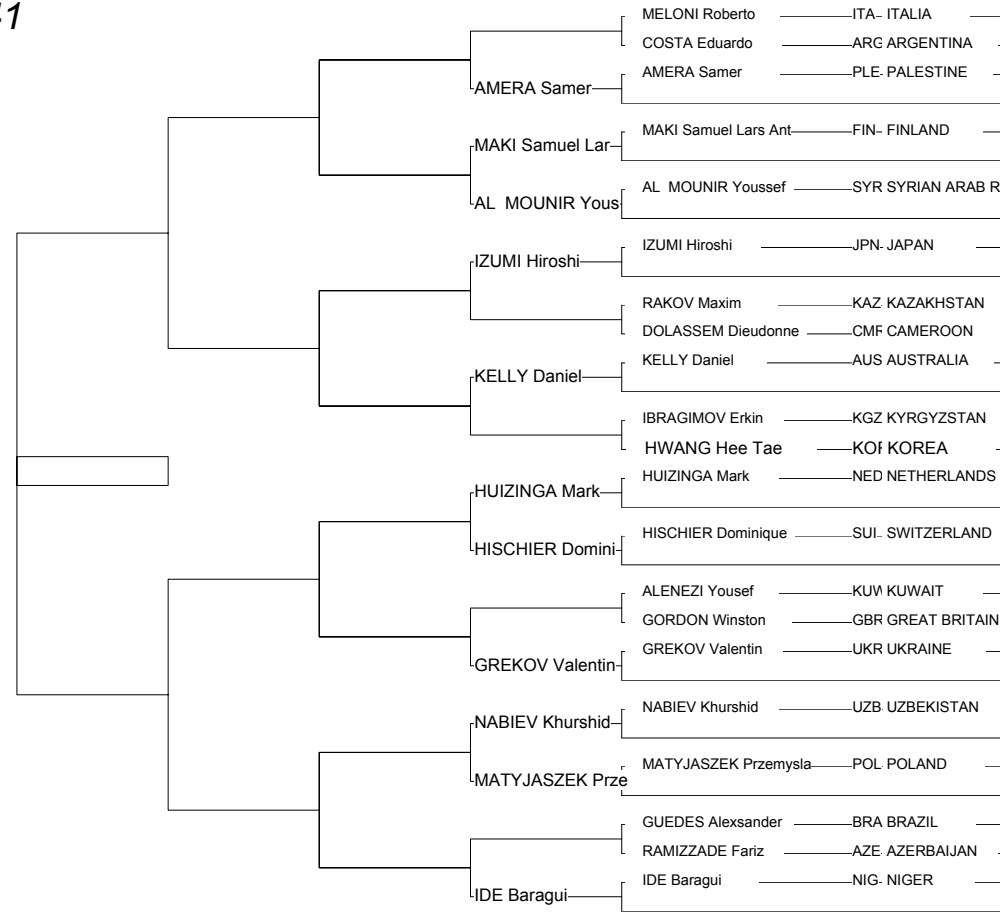 41
MELONI Roberto ITA ITALIA
COSTA Eduardo ARG ARGENTINA
AMERA Samer PLE PALESTINE
AMERA Samer
MAKI Samuel Lars Ant FIN FINLAND
MAKI Samuel Lar
AL MOUNIR Youssef SYR SYRIAN ARAB R
AL MOUNIR Yous
IZUMI Hiroshi JPN JAPAN
IZUMI Hiroshi
RAKOV Maxim KAZ KAZAKHSTAN
DOLASSEM Dieudonne CMR CAMEROON
KELLY Daniel AUS AUSTRALIA
KELLY Daniel
IBRAGIMOV Erkin KGZ KYRGYZSTAN
HWANG Hee Tae KOR KOREA
HUIZINGA Mark NED NETHERLANDS
HUIZINGA Mark
HISCHIER Dominique SUI SWITZERLAND
HISCHIER Domini
ALENEZI Yousef KUW KUWAIT
GORDON Winston GBR GREAT BRITAIN
GREKOV Valentin UKR UKRAINE
GREKOV Valentin
NABIEV Khurshid UZB UZBEKISTAN
NABIEV Khurshid
MATYJASZEK Przemysla POL POLAND
MATYJASZEK Prze
GUEDES Alexsander BRA BRAZIL
RAMIZZADE Fariz AZE AZERBAIJAN
IDE Baragui NIG NIGER
IDE Baragui